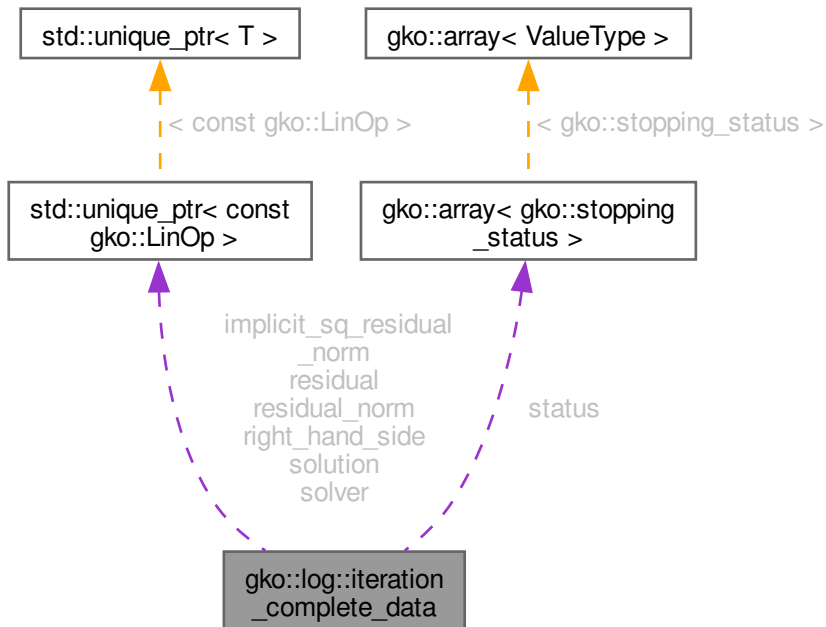 std::unique_ptr< T >
gko::array< ValueType >
< const gko::LinOp >
< gko::stopping_status >
std::unique_ptr< const
gko::LinOp >
gko::array< gko::stopping
_status >
implicit_sq_residual
_norm
residual
residual_norm
right_hand_side
solution
solver
status
gko::log::iteration
_complete_data